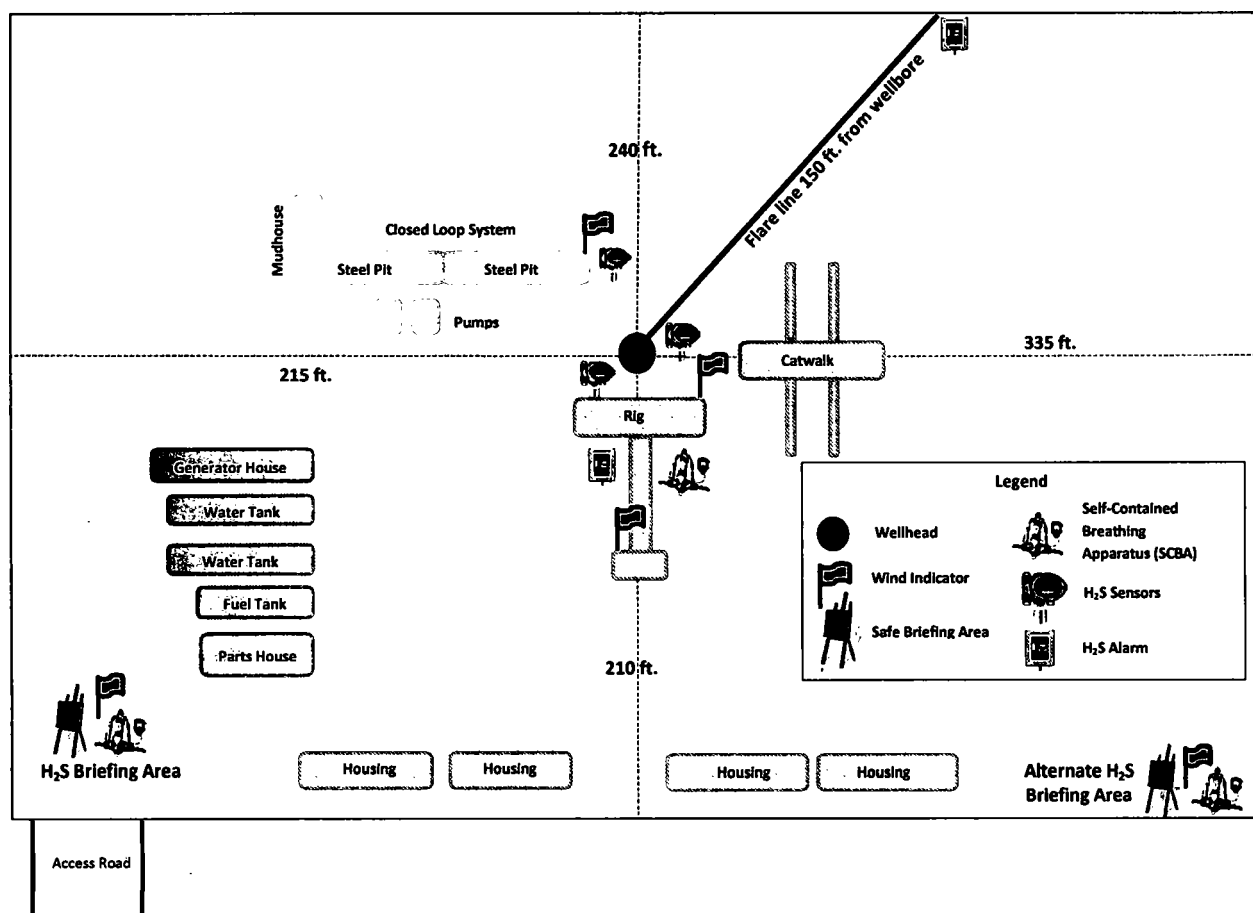 240 ft.
Flare line 150 ft. from wellbore
Mudhouse
Closed Loop System
Steel Pit
Steel Pit
Pumps
215 ft.
335 ft.
Catwalk
Rig
Generator House
Water Tank
Water Tank
Fuel Tank
Parts House
210 ft.
Legend
Wellhead
Wind Indicator
Safe Briefing Area
Self-Contained
Breathing
Apparatus (SCBA)
H₂S Sensors
H₂S Alarm
H₂S Briefing Area
Housing
Housing
Housing
Housing
Alternate H₂S
Briefing Area
Access Road